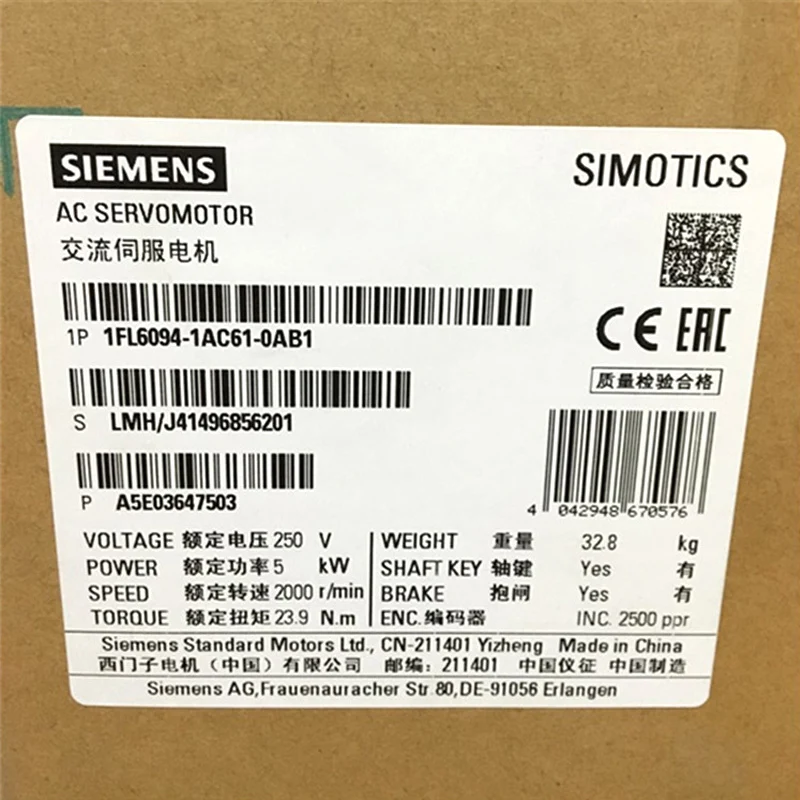 SIEMENS
SIMOTICS
AC SERVOMOTOR
交流伺服电机
1P 1FL6094-1AC61-0AB1
CE EAC
质量检验合格
S LMH/J41496856201
P A5E03647503
4 042948 670576
VOLTAGE 额定电压 250 V
POWER 额定功率 5 kW
SPEED 额定转速 2000 r/min
TORQUE 额定扭矩 23.9 N.m
WEIGHT 重量 32.8 kg
SHAFT KEY 轴键 Yes 有
BRAKE 抱闸 Yes 有
ENC.编码器 INC. 2500 ppr
Siemens Standard Motors Ltd., CN-211401 Yizheng Made in China
西门子电机（中国）有限公司 邮编: 211401 中国仪征 中国制造
Siemens AG,Frauenauracher Str.80,DE-91056 Erlangen